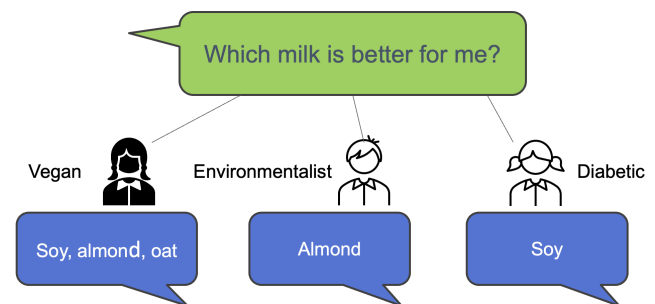 Which milk is better for me?
Vegan
Environmentalist
Diabetic
Soy, almond, oat
Almond
Soy